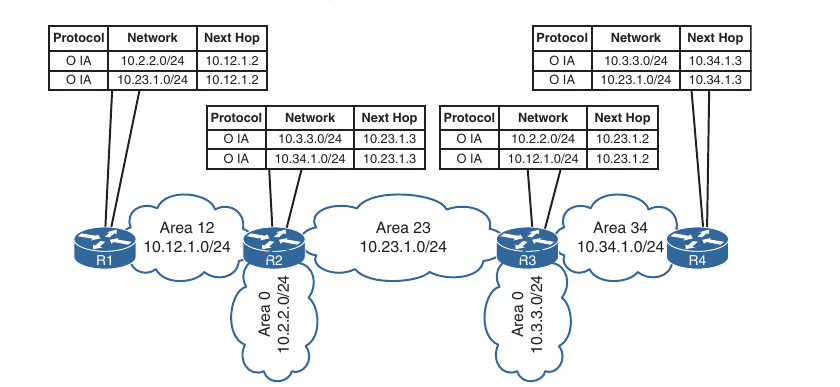 Protocol Network Next Hop
O IA 10.2.2.0/24 10.12.1.2
O IA 10.23.1.0/24 10.12.1.2
Protocol Network Next Hop
O IA 10.3.3.0/24 10.34.1.3
O IA 10.23.1.0/24 10.34.1.3
Protocol Network Next Hop
O IA 10.3.3.0/24 10.23.1.3
O IA 10.34.1.0/24 10.23.1.3
Protocol Network Next Hop
O IA 10.2.2.0/24 10.23.1.2
O IA 10.12.1.0/24 10.23.1.2
Area 12
10.12.1.0/24
Area 23
10.23.1.0/24
Area 34
10.34.1.0/24
R1
R2
R3
R4
Area 0
10.2.2.0/24
Area 0
10.3.3.0/24